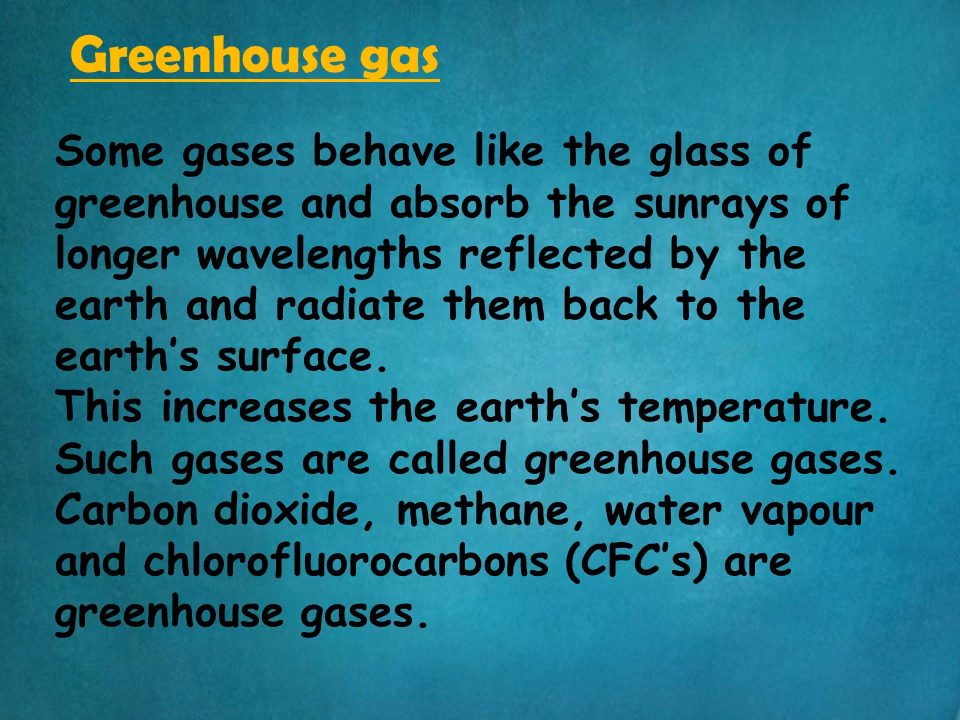 Greenhouse gas
Some gases behave like the glass of
greenhouse and absorb the sunrays of
longer wavelengths reflected by the
earth and radiate them back to the
earth’s surface.
This increases the earth’s temperature.
Such gases are called greenhouse gases.
Carbon dioxide, methane, water vapour
and chlorofluorocarbons (CFC’s) are
greenhouse gases.